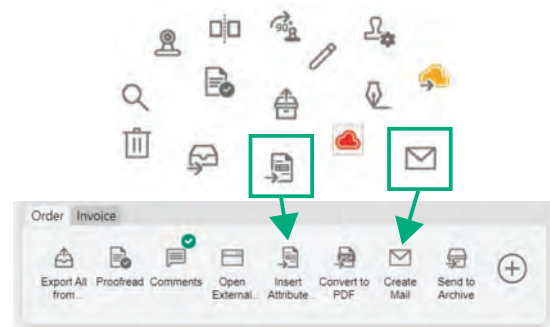 90°
Order Invoice
Export All from... Proofread Comments Open External... Insert Attribute... Convert to PDF Create Mail Send to Archive